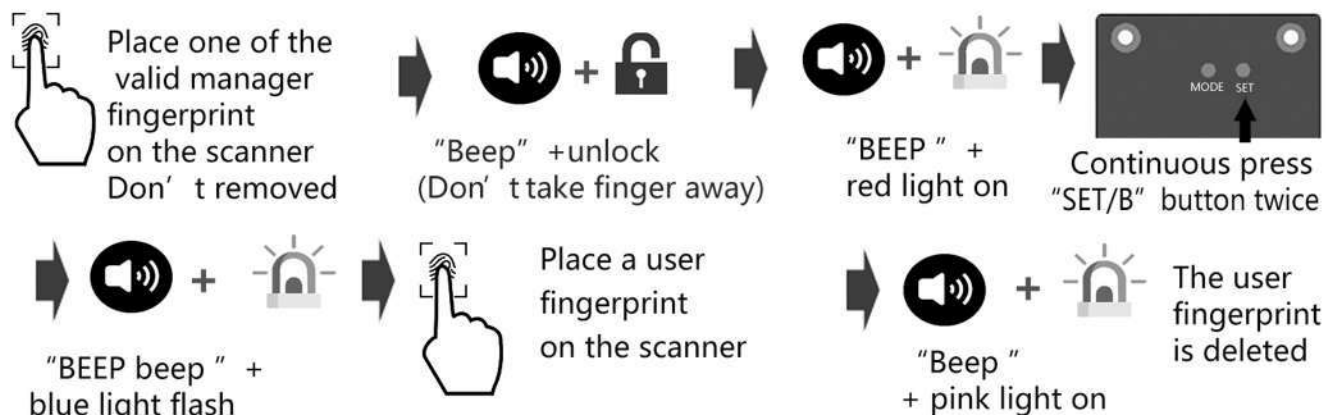 Place one of the
valid manager
fingerprint
on the scanner
Don’ t removed
“Beep” +unlock
(Don’ t take finger away)
“BEEP ” +
red light on
MODE SET
Continuous press
“SET/B” button twice
“BEEP beep ” +
blue light flash
Place a user
fingerprint
on the scanner
“Beep ”
+ pink light on
The user
fingerprint
is deleted